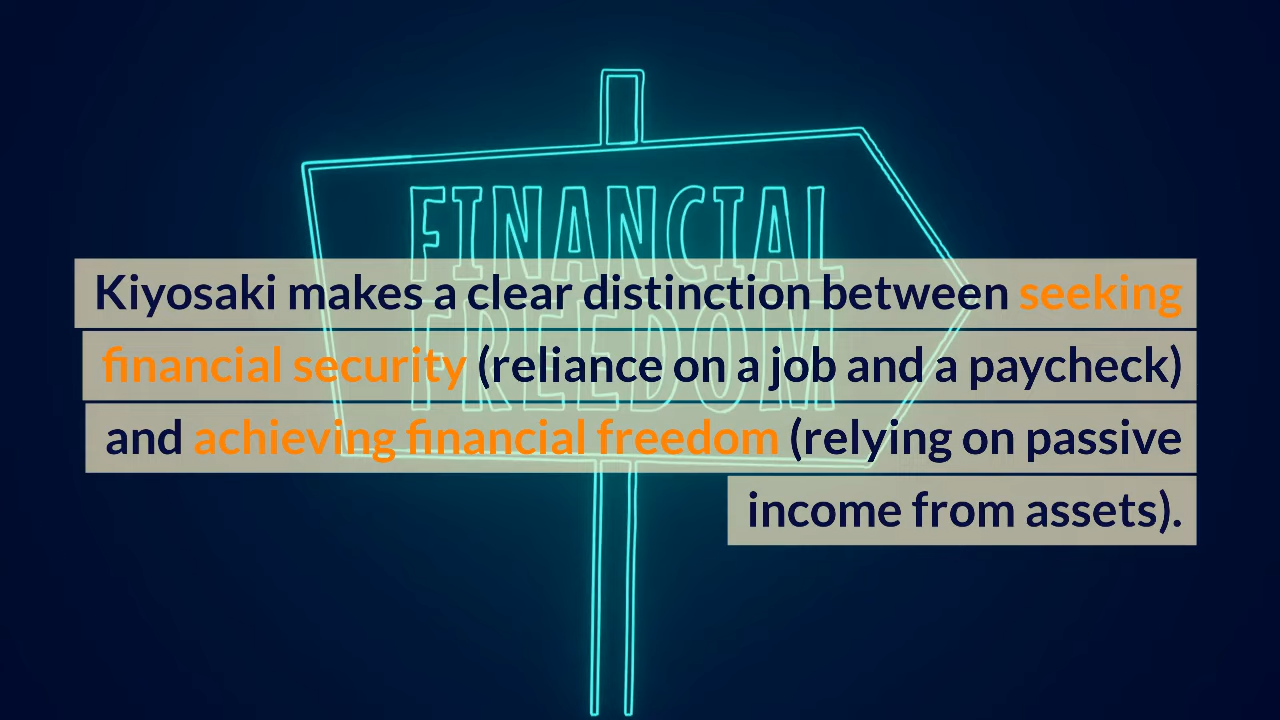 FINANCIAL
FREEDOM
Kiyosaki makes a clear distinction between seeking
financial security (reliance on a job and a paycheck)
and achieving financial freedom (relying on passive
income from assets).